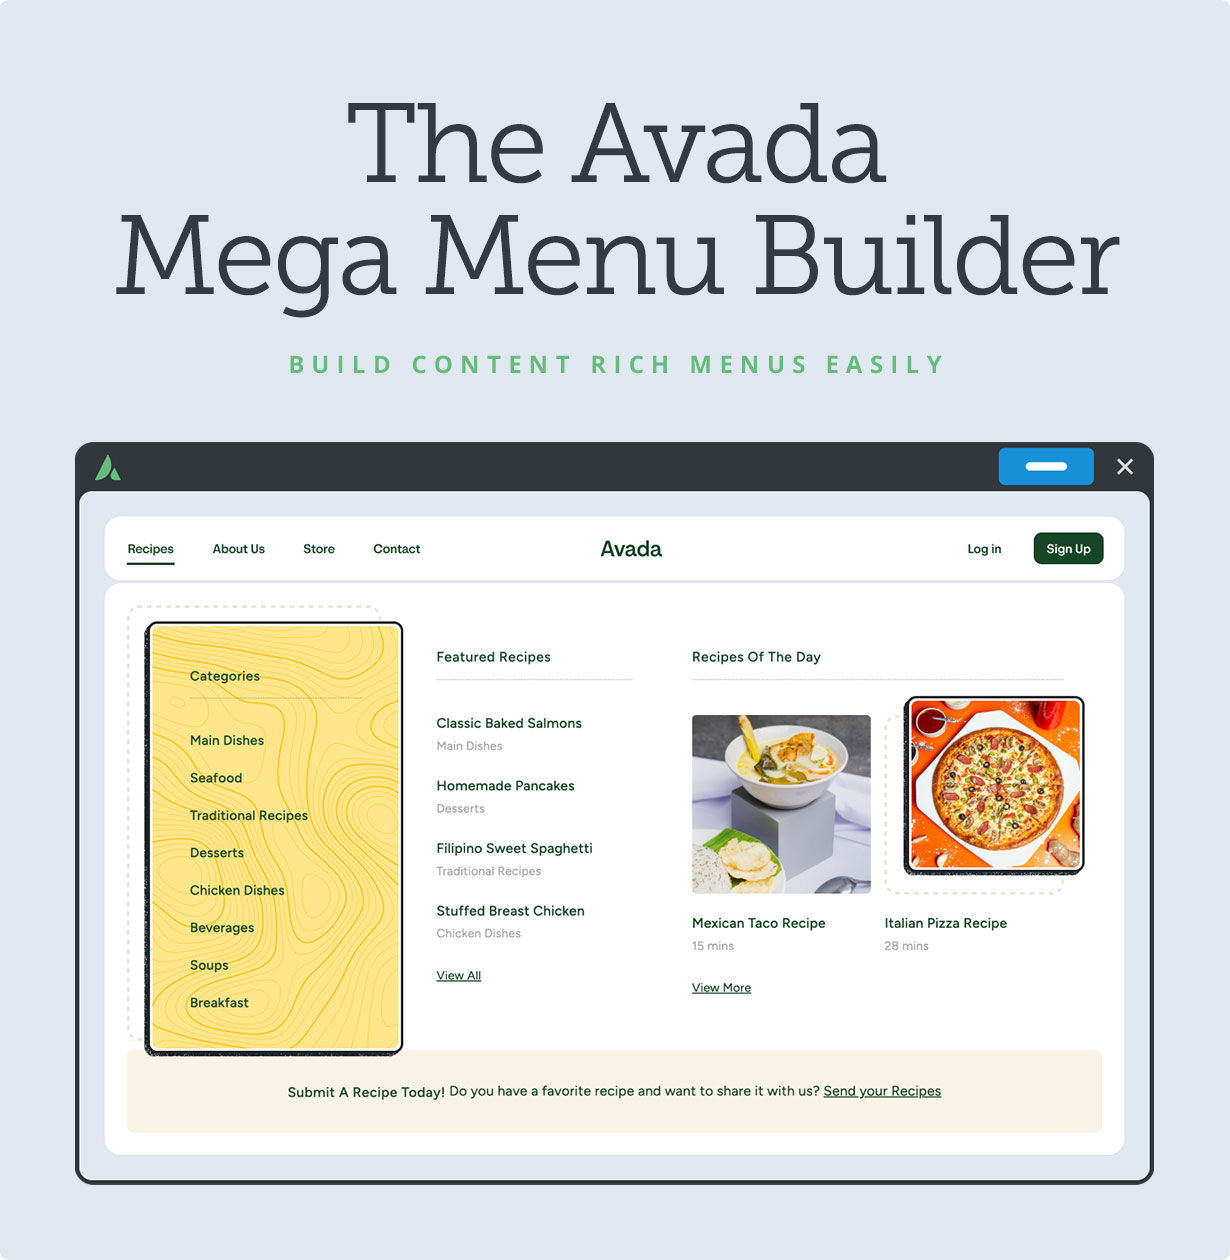 The Avada
Mega Menu Builder
BUILD CONTENT RICH MENUS EASILY
Recipes
About Us
Store
Contact
Avada
Log in
Sign Up
Categories
Main Dishes
Seafood
Traditional Recipes
Desserts
Chicken Dishes
Beverages
Soups
Breakfast
Featured Recipes
Classic Baked Salmons
Main Dishes
Homemade Pancakes
Desserts
Filipino Sweet Spaghetti
Traditional Recipes
Stuffed Breast Chicken
Chicken Dishes
View All
Recipes Of The Day
Mexican Taco Recipe
15 mins
Italian Pizza Recipe
28 mins
View More
Submit A Recipe Today! Do you have a favorite recipe and want to share it with us? Send your Recipes